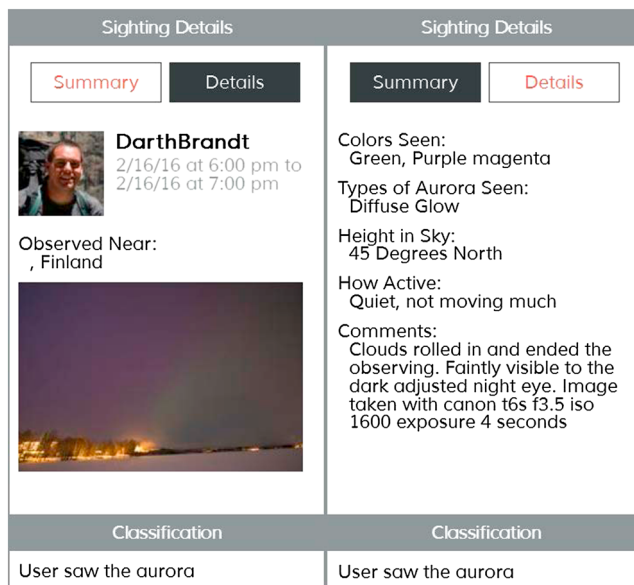 Sighting Details
Summary
Details
DarthBrandt
2/16/16 at 6:00 pm to
2/16/16 at 7:00 pm
Observed Near:
, Finland
Classification
User saw the aurora
Sighting Details
Summary
Details
Colors Seen:
Green, Purple magenta
Types of Aurora Seen:
Diffuse Glow
Height in Sky:
45 Degrees North
How Active:
Quiet, not moving much
Comments:
Clouds rolled in and ended the
observing. Faintly visible to the
dark adjusted night eye. Image
taken with canon t6s f3.5 iso
1600 exposure 4 seconds
Classification
User saw the aurora